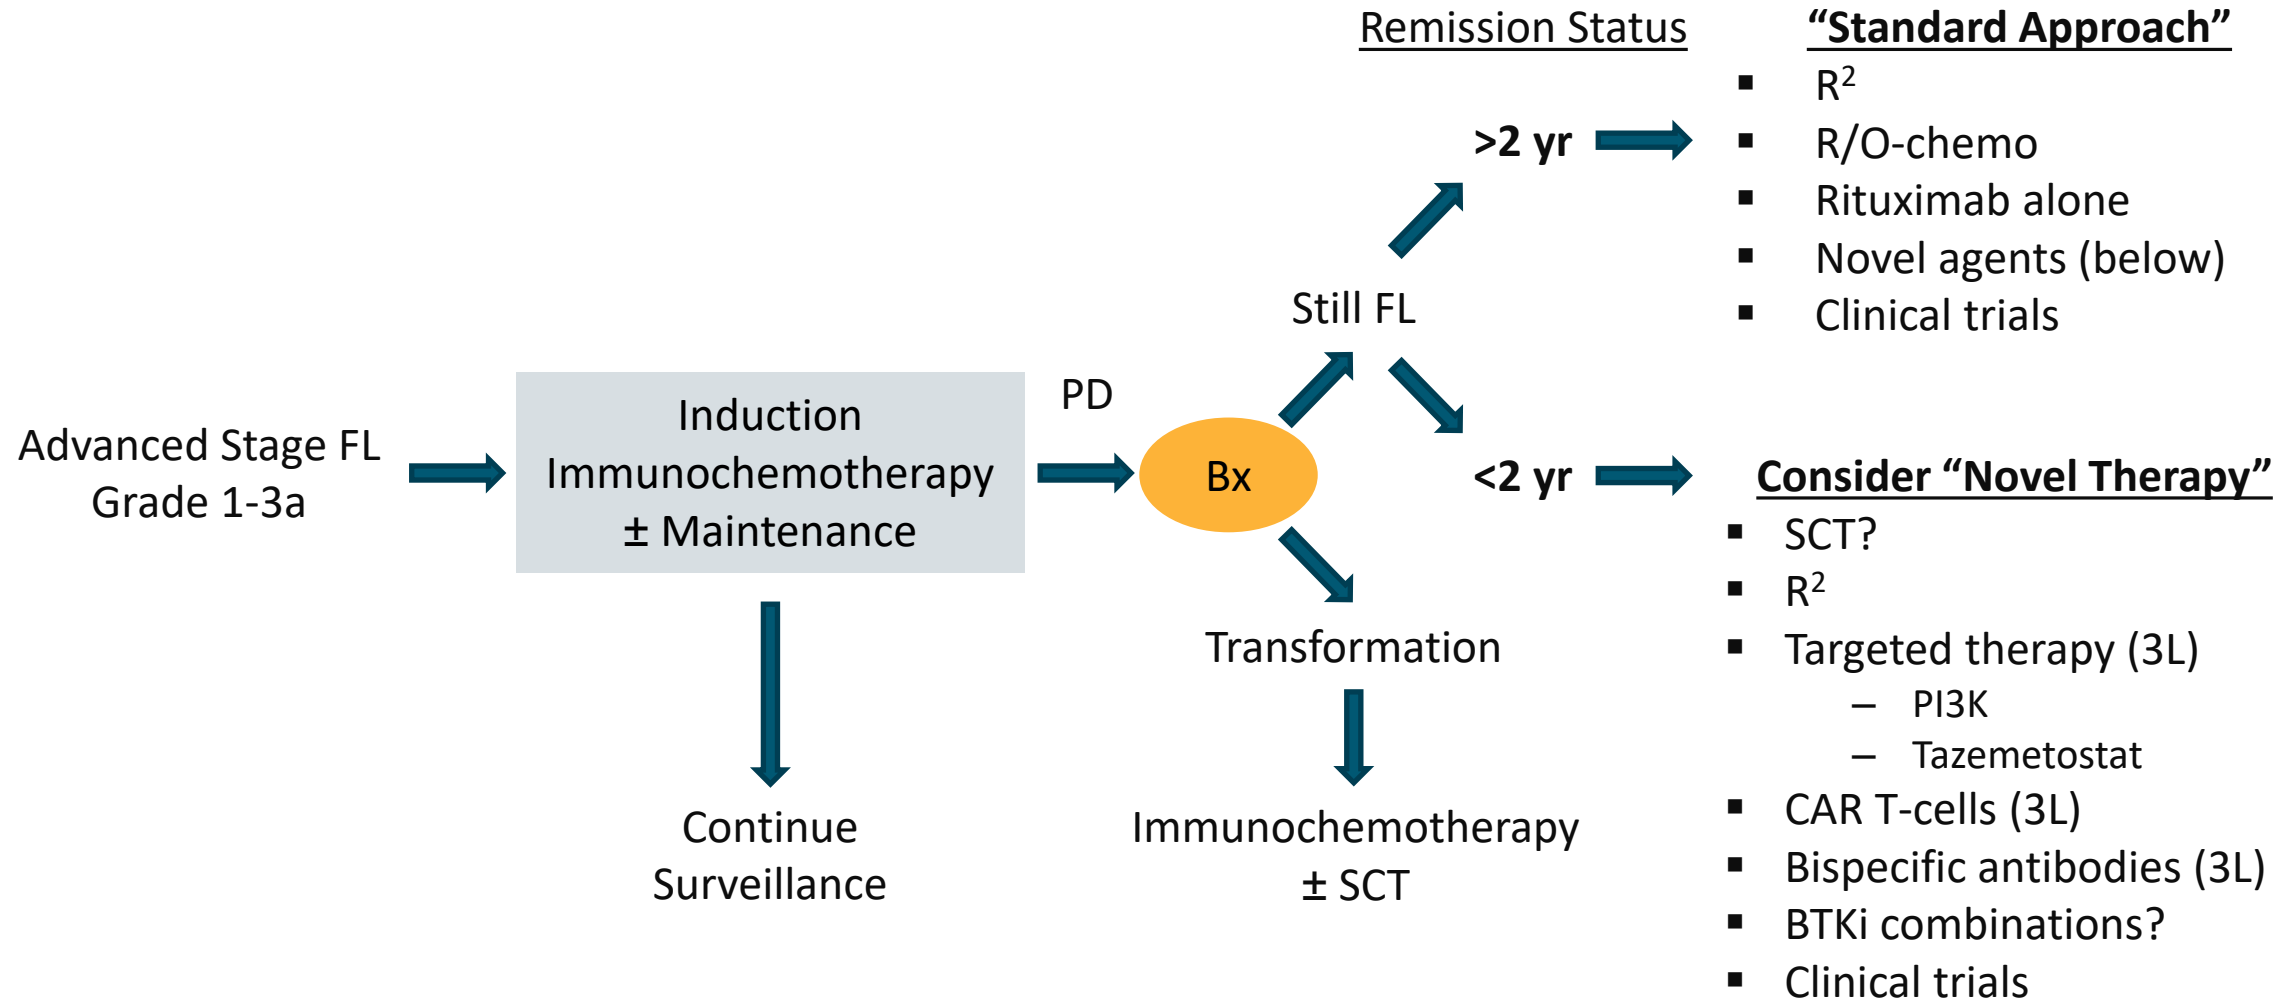 Remission Status
“Standard Approach”
▪ R²
▪ R/O-chemo
▪ Rituximab alone
▪ Novel agents (below)
▪ Clinical trials
>2 yr
Still FL
PD
Advanced Stage FL
Grade 1-3a
Induction
Immunochemotherapy
± Maintenance
Bx
<2 yr
Consider “Novel Therapy”
▪ SCT?
▪ R²
▪ Targeted therapy (3L)
– PI3K
– Tazemetostat
▪ CAR T-cells (3L)
▪ Bispecific antibodies (3L)
▪ BTKi combinations?
▪ Clinical trials
Transformation
Continue
Surveillance
Immunochemotherapy
± SCT